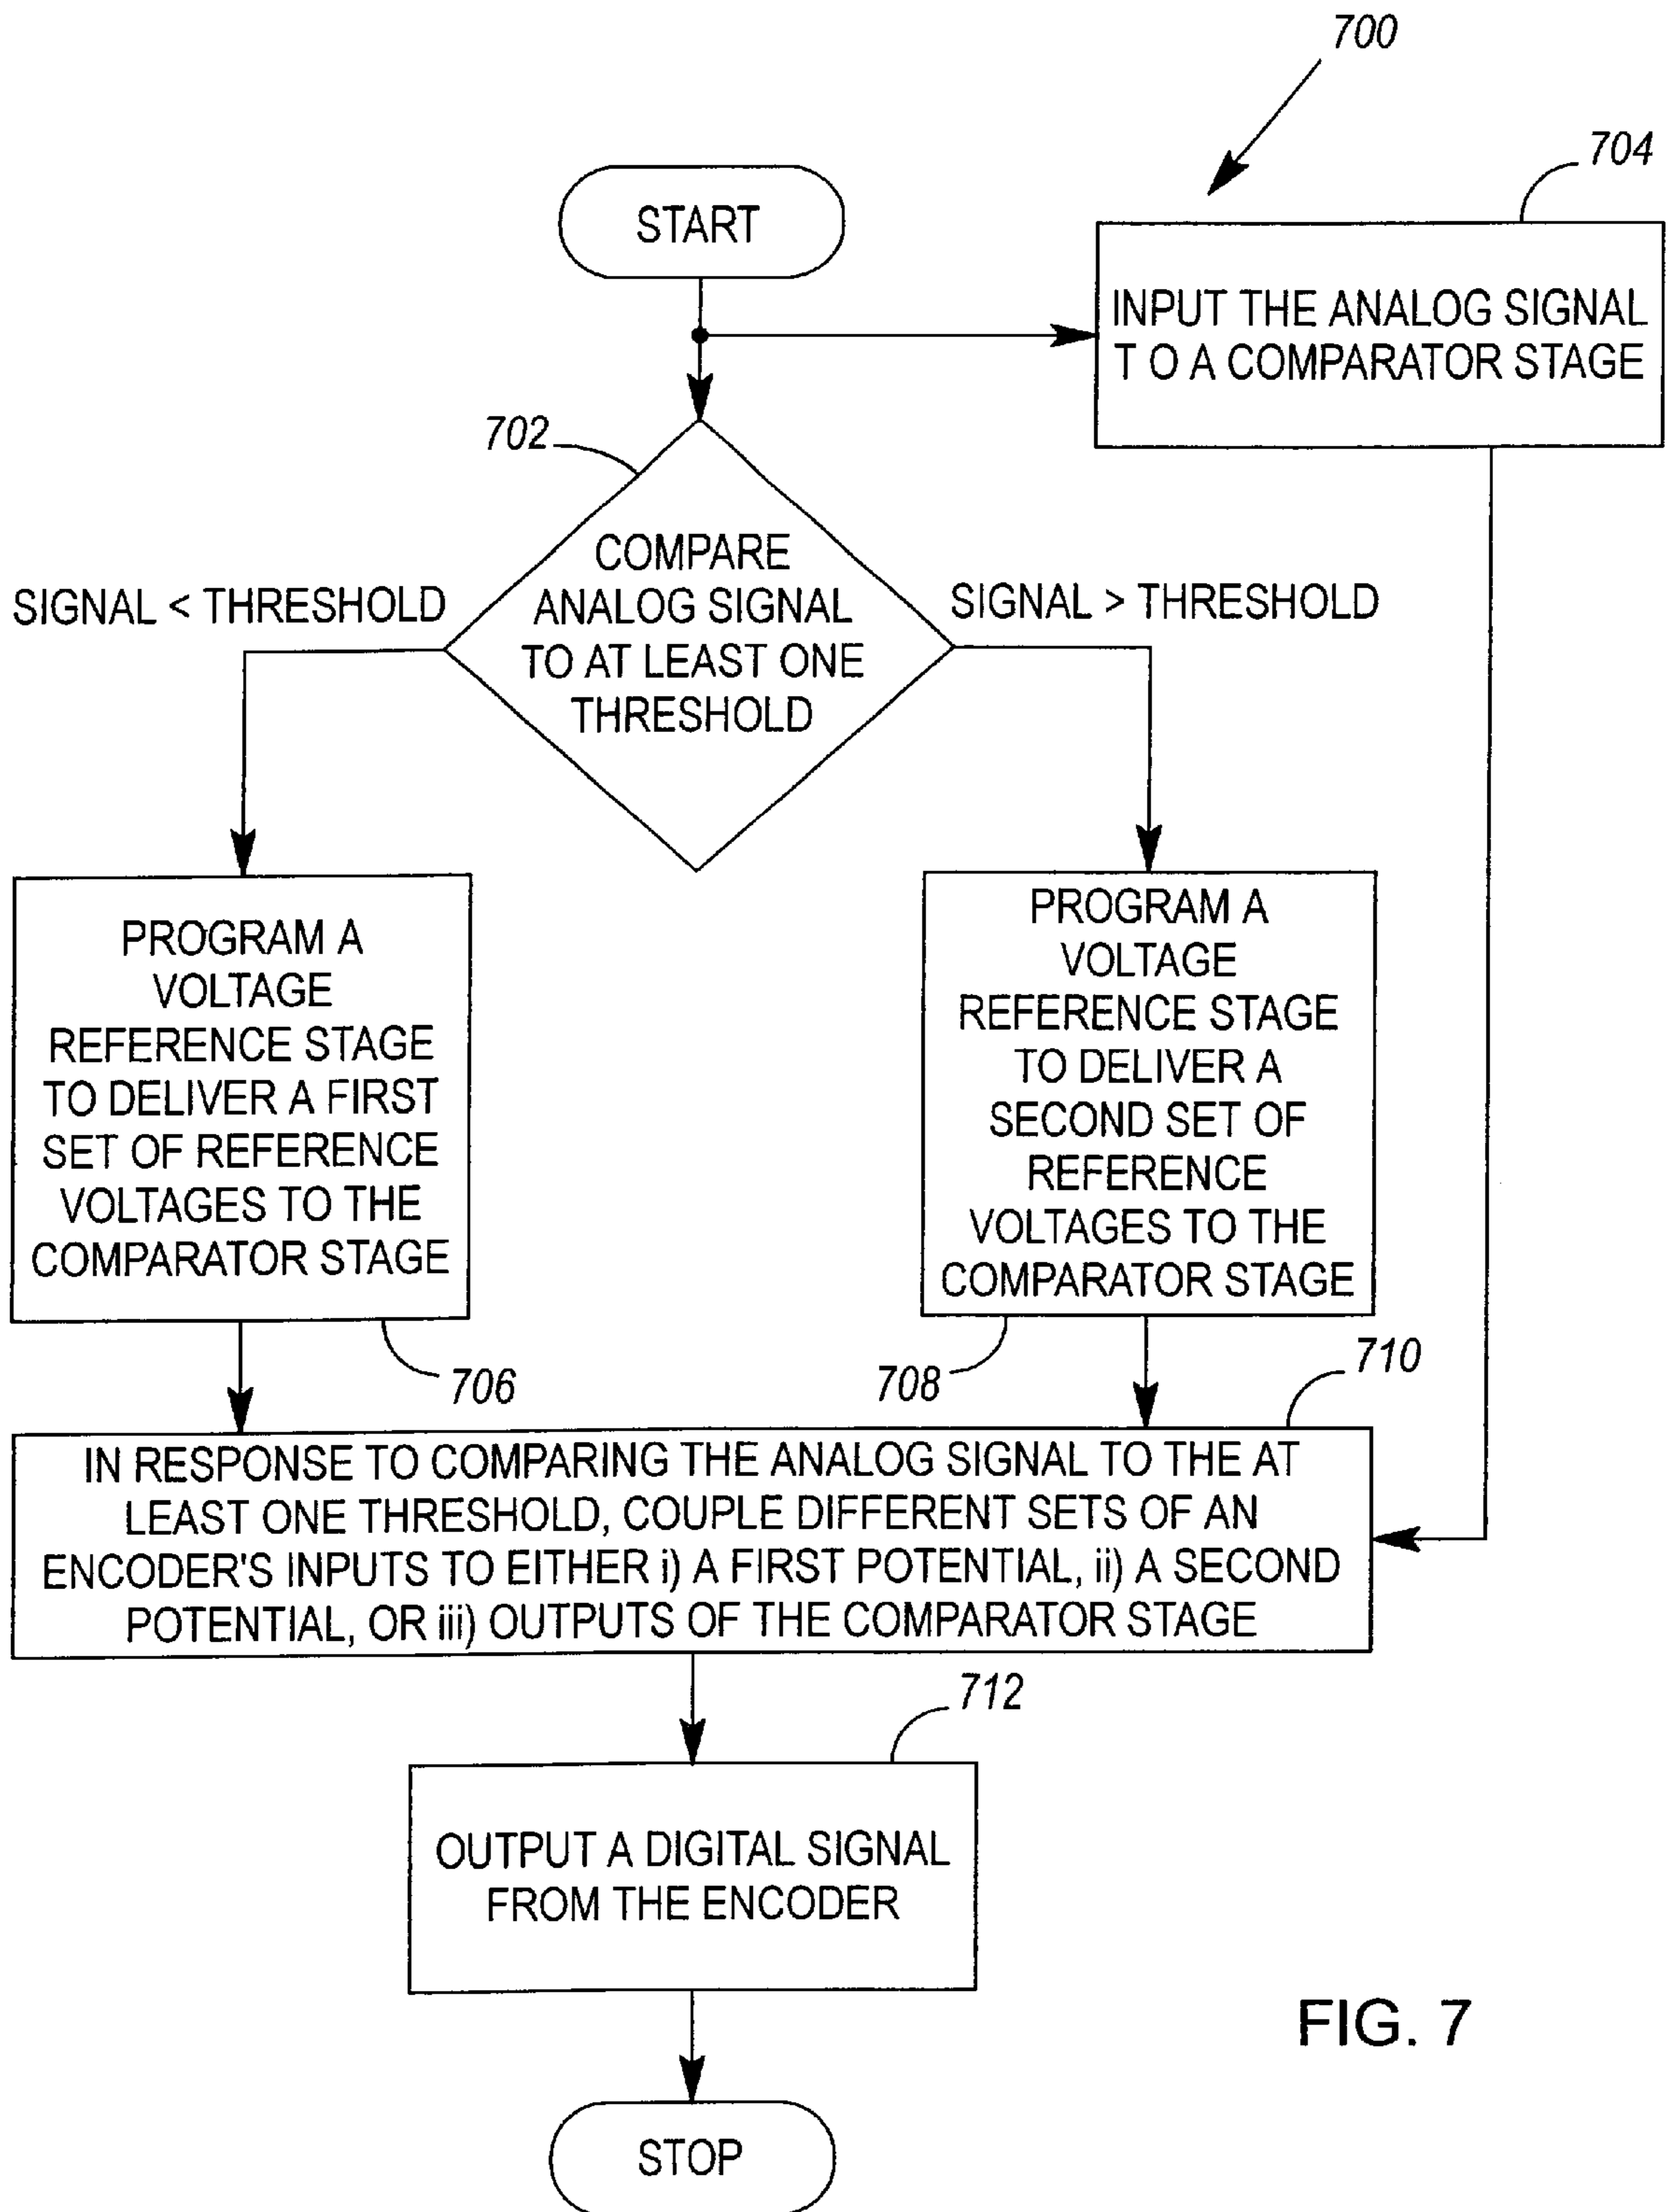 700
704
START
INPUT THE ANALOG SIGNAL
T O A COMPARATOR STAGE
702
COMPARE
ANALOG SIGNAL
TO AT LEAST ONE
THRESHOLD
SIGNAL < THRESHOLD
SIGNAL > THRESHOLD
PROGRAM A
VOLTAGE
REFERENCE STAGE
TO DELIVER A FIRST
SET OF REFERENCE
VOLTAGES TO THE
COMPARATOR STAGE
706
PROGRAM A
VOLTAGE
REFERENCE STAGE
TO DELIVER A
SECOND SET OF
REFERENCE
VOLTAGES TO THE
COMPARATOR STAGE
708
710
IN RESPONSE TO COMPARING THE ANALOG SIGNAL TO THE AT
LEAST ONE THRESHOLD, COUPLE DIFFERENT SETS OF AN
ENCODER'S INPUTS TO EITHER i) A FIRST POTENTIAL, ii) A SECOND
POTENTIAL, OR iii) OUTPUTS OF THE COMPARATOR STAGE
712
OUTPUT A DIGITAL SIGNAL
FROM THE ENCODER
STOP
FIG. 7